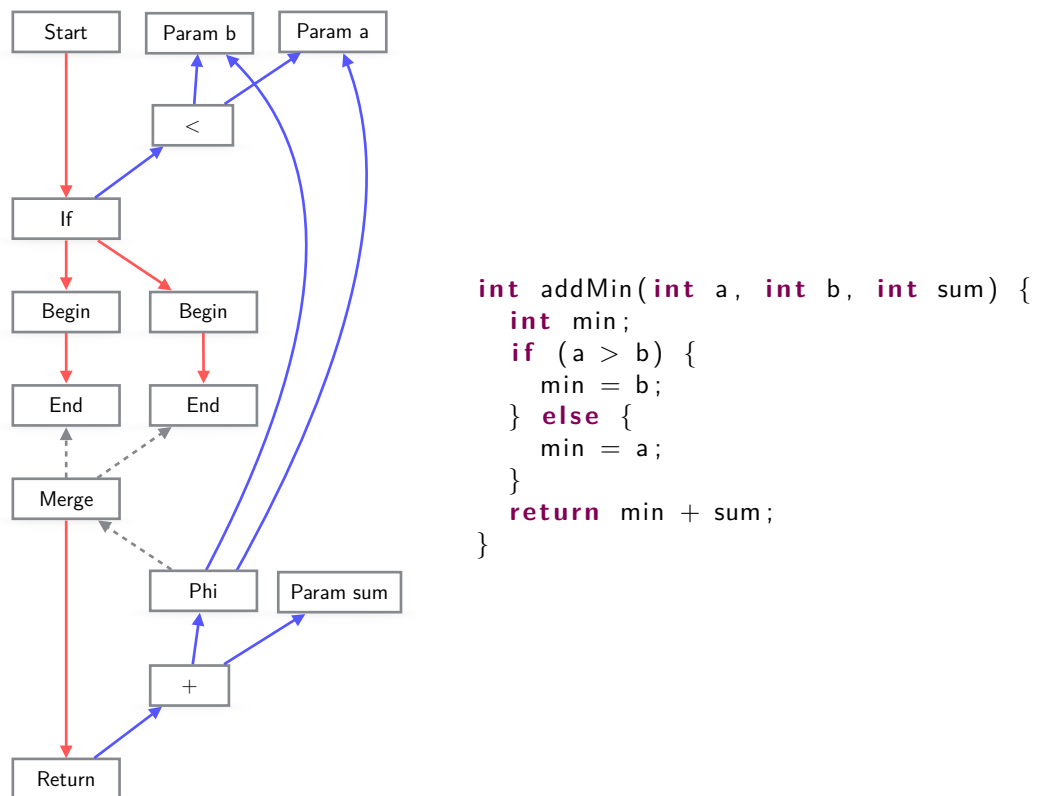 Start
Param b
Param a
<
If
Begin
Begin
End
End
Merge
Phi
Param sum
+
Return
int addMin(int a, int b, int sum) {
int min;
if (a > b) {
min = b;
} else {
min = a;
}
return min + sum;
}